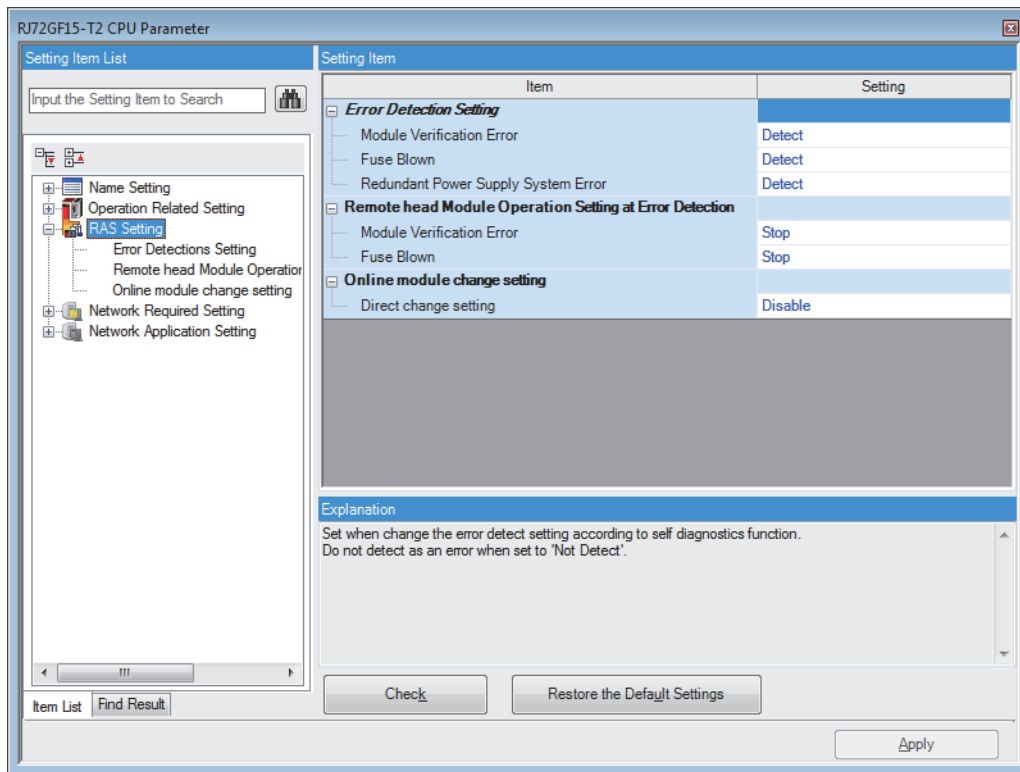 RJ72GF15-T2 CPU Parameter
Setting Item List
Input the Setting Item to Search
Name Setting
Operation Related Setting
RAS Setting
Error Detections Setting
Remote head Module Operation
Online module change setting
Network Required Setting
Network Application Setting
Item List
Find Result
Setting Item
Item Setting
Error Detection Setting
Module Verification Error Detect
Fuse Blown Detect
Redundant Power Supply System Error Detect
Remote head Module Operation Setting at Error Detection
Module Verification Error Stop
Fuse Blown Stop
Online module change setting
Direct change setting Disable
Explanation
Set when change the error detect setting according to self diagnostics function.
Do not detect as an error when set to 'Not Detect'.
Check
Restore the Default Settings
Apply